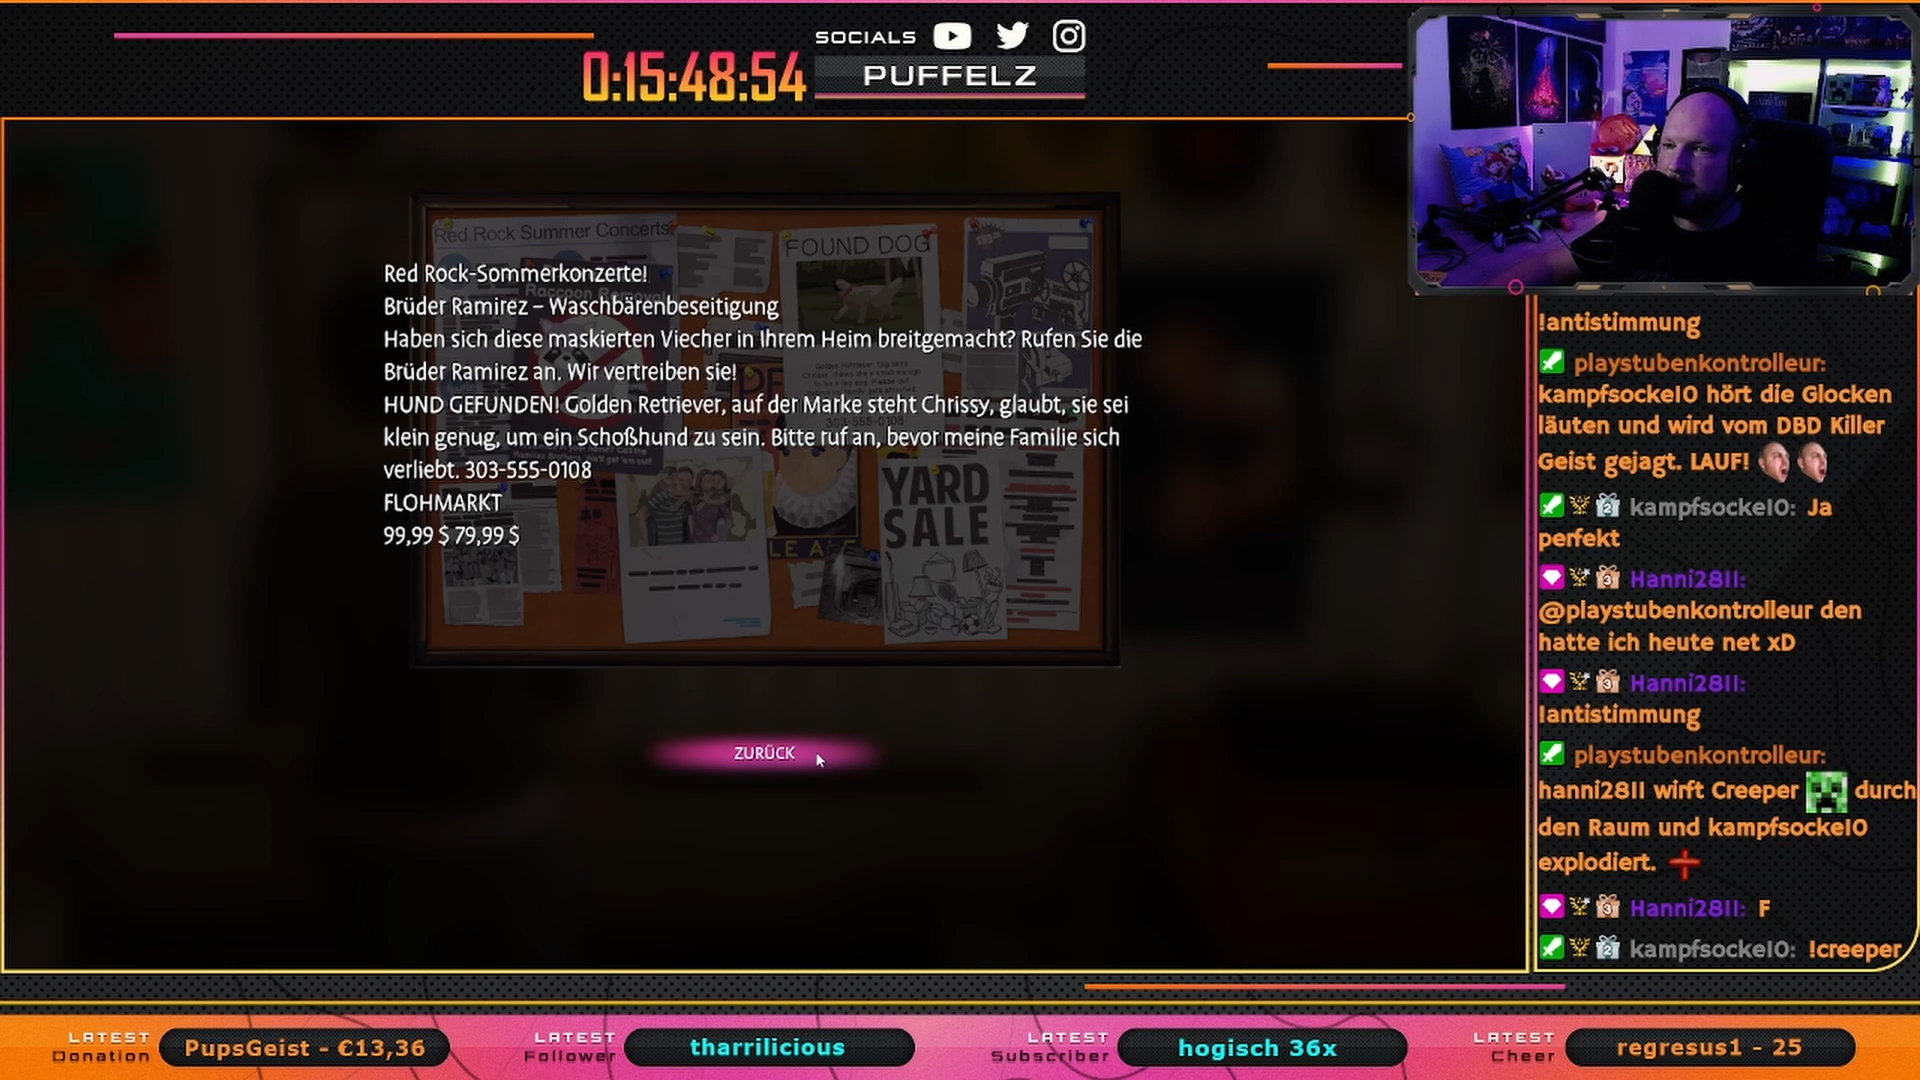 SOCIALS
0:15:48:54
PUFFELZ
Red Rock Summer Concerts!
FOUND DOG
Raccoon Removal
Red Rock-Sommerkonzerte!
Brüder Ramirez – Waschbärenbeseitigung
Haben sich diese maskierten Viecher in Ihrem Heim breitgemacht? Rufen Sie die
Brüder Ramirez an. Wir vertreiben sie!
HUND GEFUNDEN! Golden Retriever, auf der Marke steht Chrissy, glaubt, sie sei
klein genug, um ein Schoßhund zu sein. Bitte ruf an, bevor meine Familie sich
verliebt. 303-555-0108
FLOHMARKT
99,99 $ 79,99 $
YARD
SALE
ZURÜCK
!antistimmung
playstubenkontrolleur:
kampfsocke10 hört die Glocken
läuten und wird vom DBD Killer
Geist gejagt. LAUF!
kampfsocke10: Ja
perfekt
Hanni2811:
@playstubenkontrolleur den
hatte ich heute net xD
Hanni2811:
!antistimmung
playstubenkontrolleur:
hanni2811 wirft Creeper durch
den Raum und kampfsocke10
explodiert.
Hanni2811: F
kampfsocke10: !creeper
LATEST
Donation
PupsGeist - €13,36
LATEST
Follower
tharrilicious
LATEST
Subscriber
hogisch 36x
LATEST
Cheer
regresus1 - 25